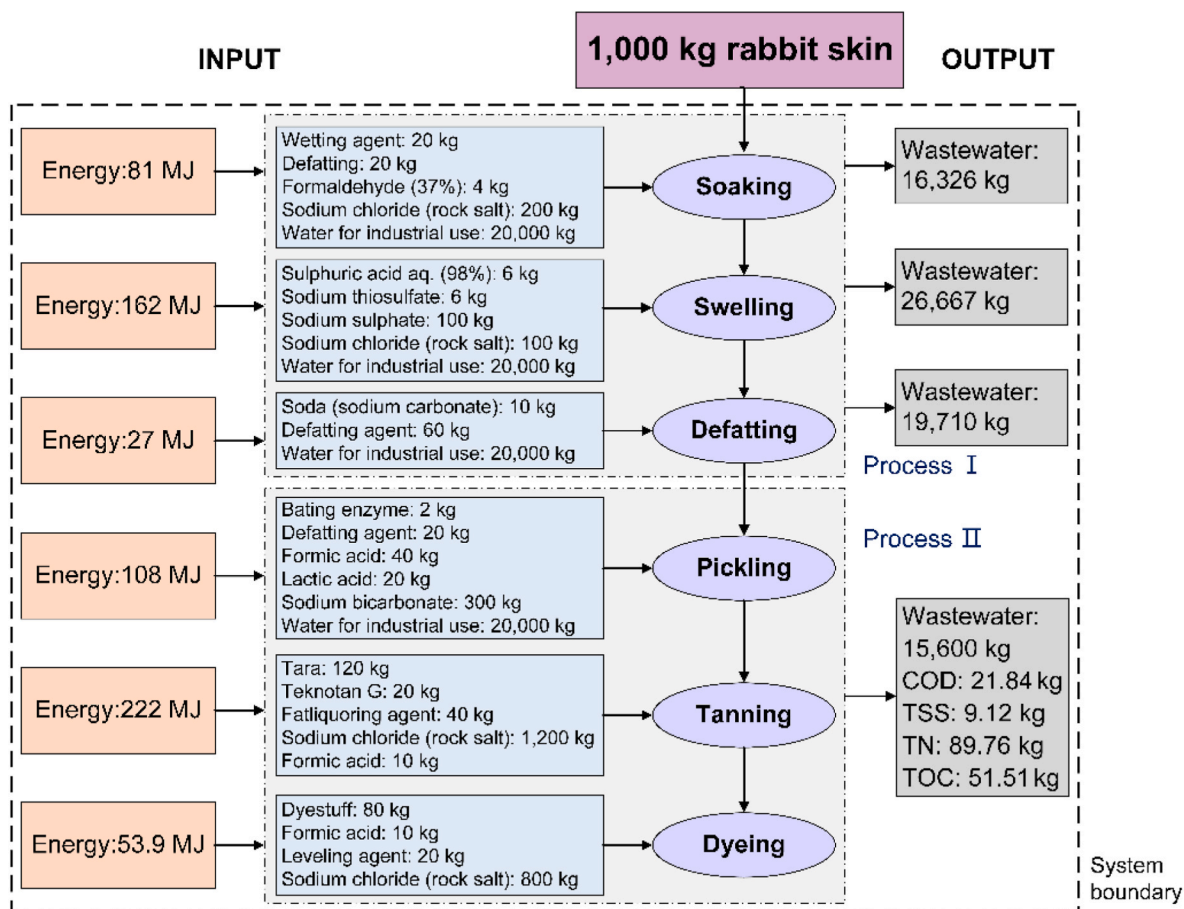 1,000 kg rabbit skin
INPUT
OUTPUT
Energy:81 MJ
Wetting agent: 20 kg
Defatting: 20 kg
Formaldehyde (37%): 4 kg
Sodium chloride (rock salt): 200 kg
Water for industrial use: 20,000 kg
Soaking
Wastewater:
16,326 kg
Energy:162 MJ
Sulphuric acid aq. (98%): 6 kg
Sodium thiosulfate: 6 kg
Sodium sulphate: 100 kg
Sodium chloride (rock salt): 100 kg
Water for industrial use: 20,000 kg
Swelling
Wastewater:
26,667 kg
Energy:27 MJ
Soda (sodium carbonate): 10 kg
Defatting agent: 60 kg
Water for industrial use: 20,000 kg
Defatting
Wastewater:
19,710 kg
Process Ⅰ
Process Ⅱ
Energy:108 MJ
Bating enzyme: 2 kg
Defatting agent: 20 kg
Formic acid: 40 kg
Lactic acid: 20 kg
Sodium bicarbonate: 300 kg
Water for industrial use: 20,000 kg
Pickling
Energy:222 MJ
Tara: 120 kg
Teknotan G: 20 kg
Fatliquoring agent: 40 kg
Sodium chloride (rock salt): 1,200 kg
Formic acid: 10 kg
Tanning
Wastewater:
15,600 kg
COD: 21.84 kg
TSS: 9.12 kg
TN: 89.76 kg
TOC: 51.51 kg
Energy:53.9 MJ
Dyestuff: 80 kg
Formic acid: 10 kg
Leveling agent: 20 kg
Sodium chloride (rock salt): 800 kg
Dyeing
System
boundary